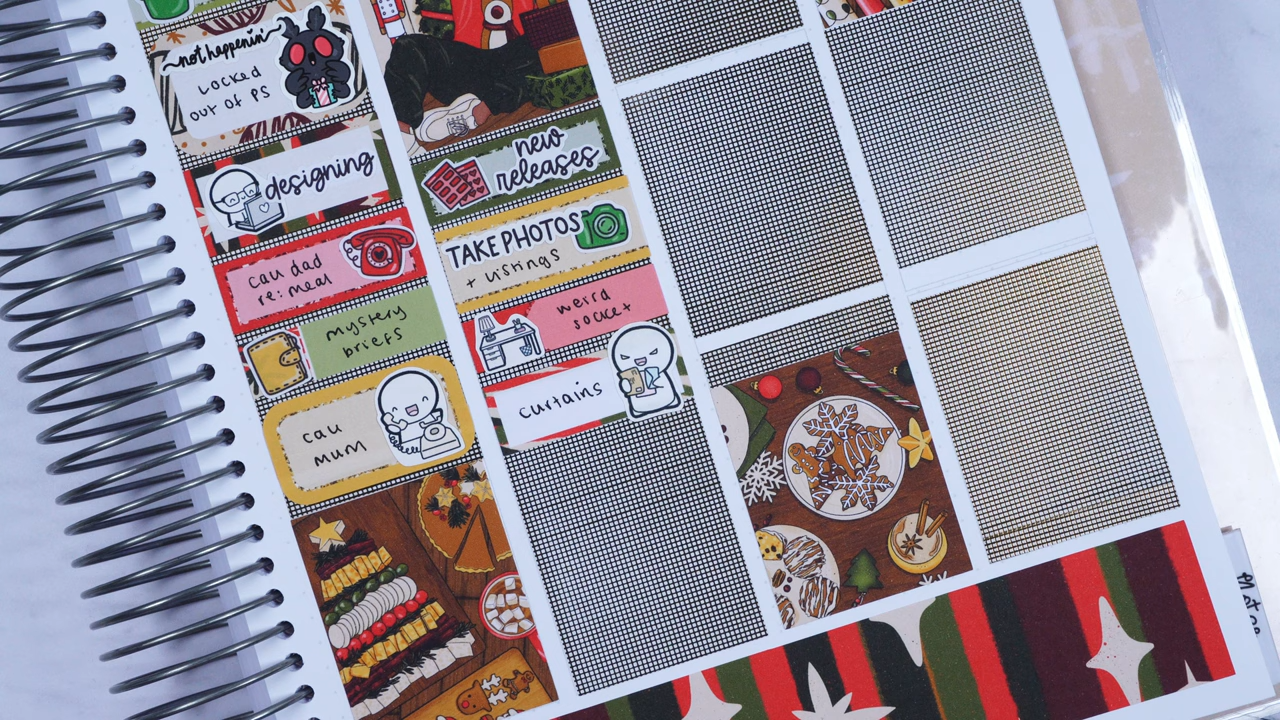 not happenin'
Locked
out of PS
designing
call dad
re: meal
mystery
briefs
call
mum
new
releases
TAKE PHOTOS
+ listings
weird
socket
curtains